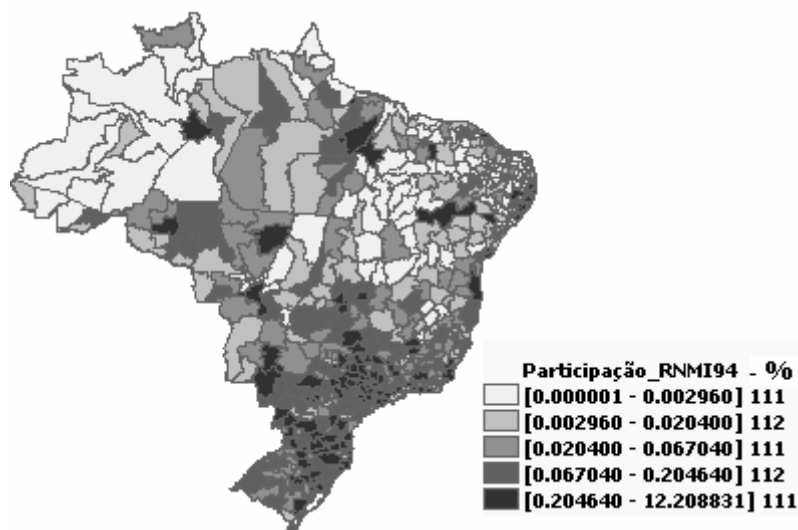 Participação_RNMI94 - %
[0.000001 - 0.002960] 111
[0.002960 - 0.020400] 112
[0.020400 - 0.067040] 111
[0.067040 - 0.204640] 112
[0.204640 - 12.208831] 111